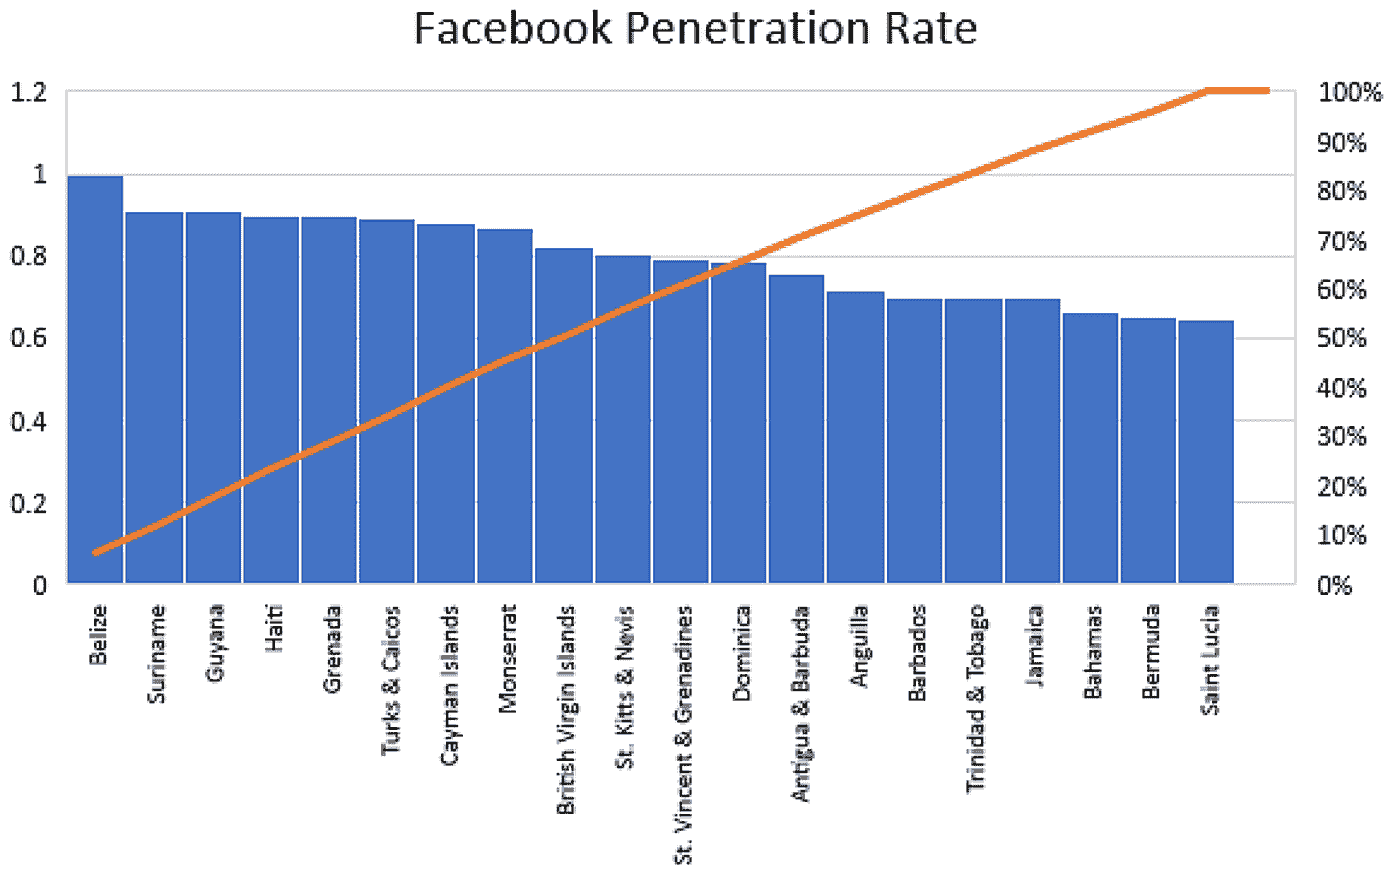 Facebook Penetration Rate
1.2
1
0.8
0.6
0.4
0.2
0
100%
90%
80%
70%
60%
50%
40%
30%
20%
10%
0%
Belize
Suriname
Guyana
Haiti
Grenada
Turks & Caicos
Cayman Islands
Monserrat
British Virgin Islands
St. Kitts & Nevis
St. Vincent & Grenadines
Dominica
Antigua & Barbuda
Anguilla
Barbados
Trinidad & Tobago
Jamaica
Bahamas
Bermuda
Saint Lucia